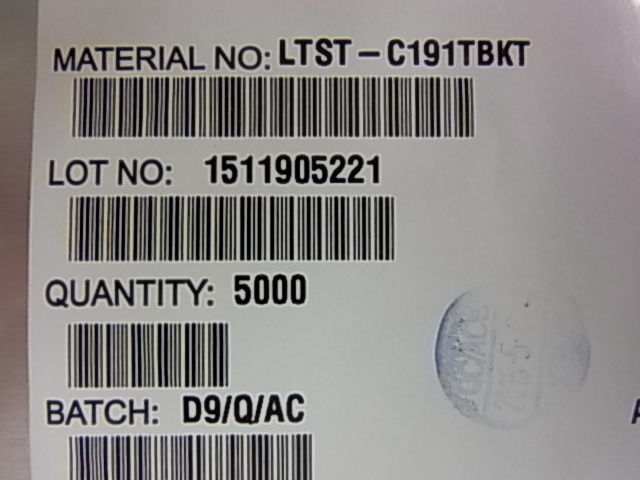 MATERIAL NO: LTST-C191TBKT
LOT NO: 1511905221
QUANTITY: 5000
BATCH: D9/Q/AC